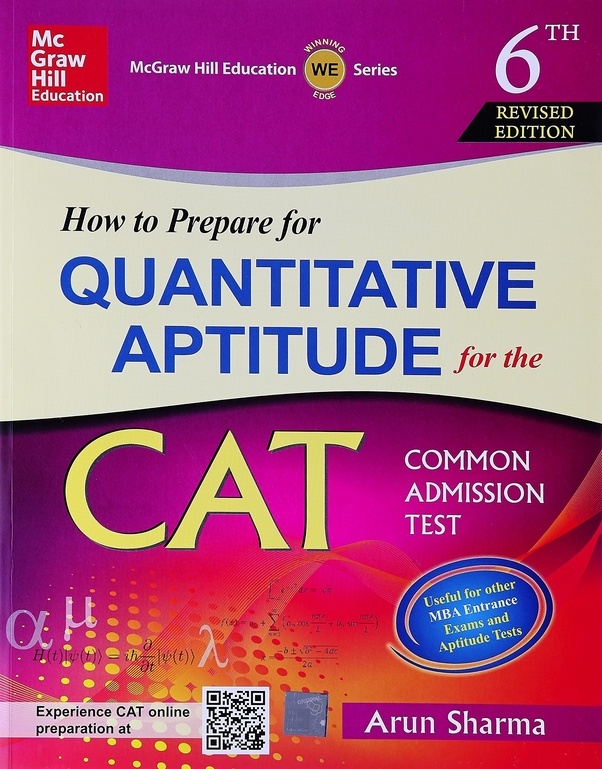 Mc
Graw
Hill
Education
McGraw Hill Education WINNING WE EDGE Series
6TH
REVISED
EDITION
How to Prepare for
QUANTITATIVE
APTITUDE for the
CAT
COMMON
ADMISSION
TEST
Useful for other
MBA Entrance
Exams and
Aptitude Tests
α μ λ
H(t)|ψ(t)⟩ = iℏ ∂/∂t |ψ(t)⟩
Experience CAT online
preparation at
Arun Sharma